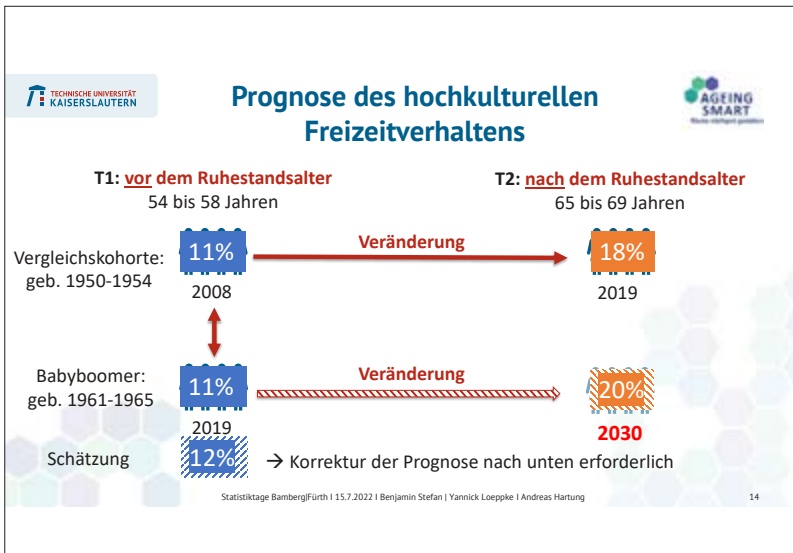 TECHNISCHE UNIVERSITÄT
KAISERSLAUTERN
Prognose des hochkulturellen
Freizeitverhaltens
AGEING
SMART
T1: vor dem Ruhestandsalter
54 bis 58 Jahren
T2: nach dem Ruhestandsalter
65 bis 69 Jahren
Vergleichskohorte:
geb. 1950-1954
11%
2008
Veränderung
18%
2019
Babyboomer:
geb. 1961-1965
11%
2019
Veränderung
20%
2030
Schätzung
12%
→ Korrektur der Prognose nach unten erforderlich
Statistiktage Bamberg|Fürth I 15.7.2022 I Benjamin Stefan | Yannick Loeppke I Andreas Hartung
14